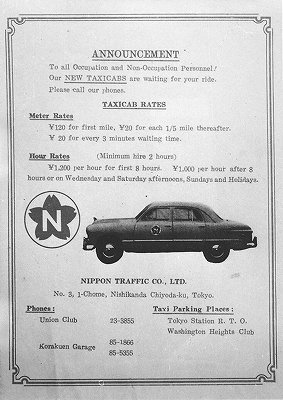 ANNOUNCEMENT
To all Occupation and Non-Occupation Personnel!
Our NEW TAXICABS are waiting for your ride.
Please call our phones.
TAXICAB RATES
Meter Rates
¥120 for first mile, ¥20 for each 1/5 mile thereafter.
¥ 20 for every 3 minutes waiting time.
Hour Rates (Minimum hire 2 hours)
¥1,200 per hour for first 8 hours. ¥1,000 per hour after 8
hours or on Wednesday and Saturday afternoons, Sundays and Holidays.
N
NIPPON TRAFFIC CO., LTD.
No. 3, 1-Chome, Nishikanda Chiyoda-ku, Tokyo.
Phones: Taxi Parking Places:
Union Club 23-3855 Tokyo Station R. T. O.
Washington Heights Club
Korakuen Garage 85-1866
85-5355